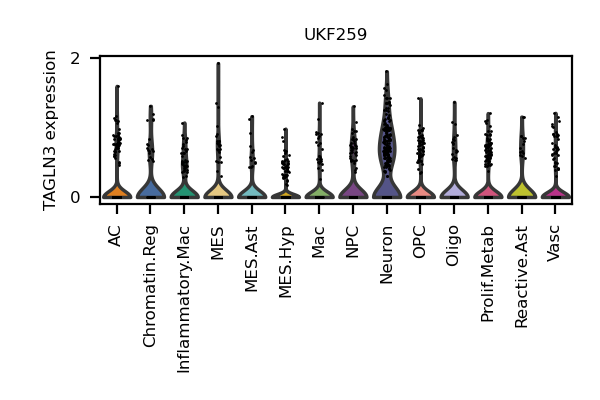 UKF259
TAGLN3 expression
2
0
AC
Chromatin.Reg
Inflammatory.Mac
MES
MES.Ast
MES.Hyp
Mac
NPC
Neuron
OPC
Oligo
Prolif.Metab
Reactive.Ast
Vasc